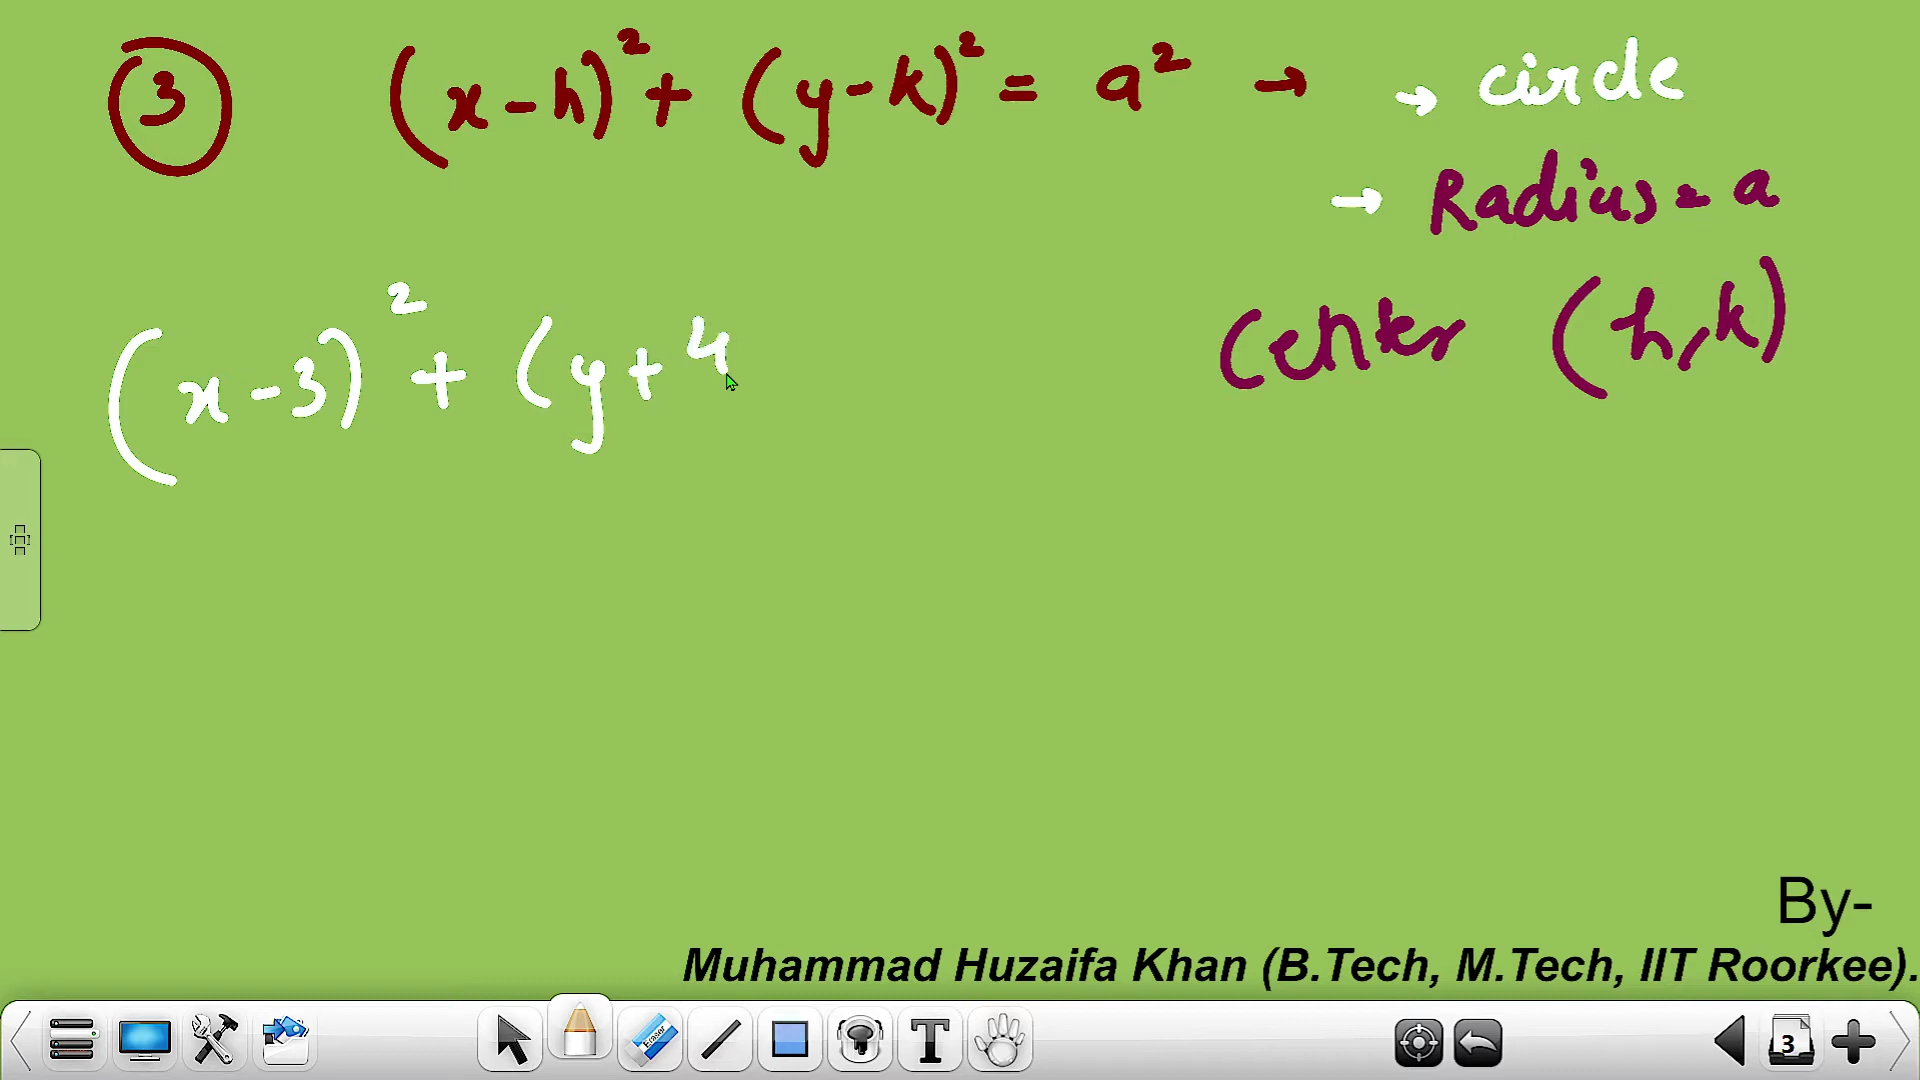 ③ (x-h)² + (y-k)² = a² → → circle
→ Radius = a
Center (h,k)
(x-3)² + (y+4
By-
Muhammad Huzaifa Khan (B.Tech, M.Tech, IIT Roorkee).
Eraser
T
3